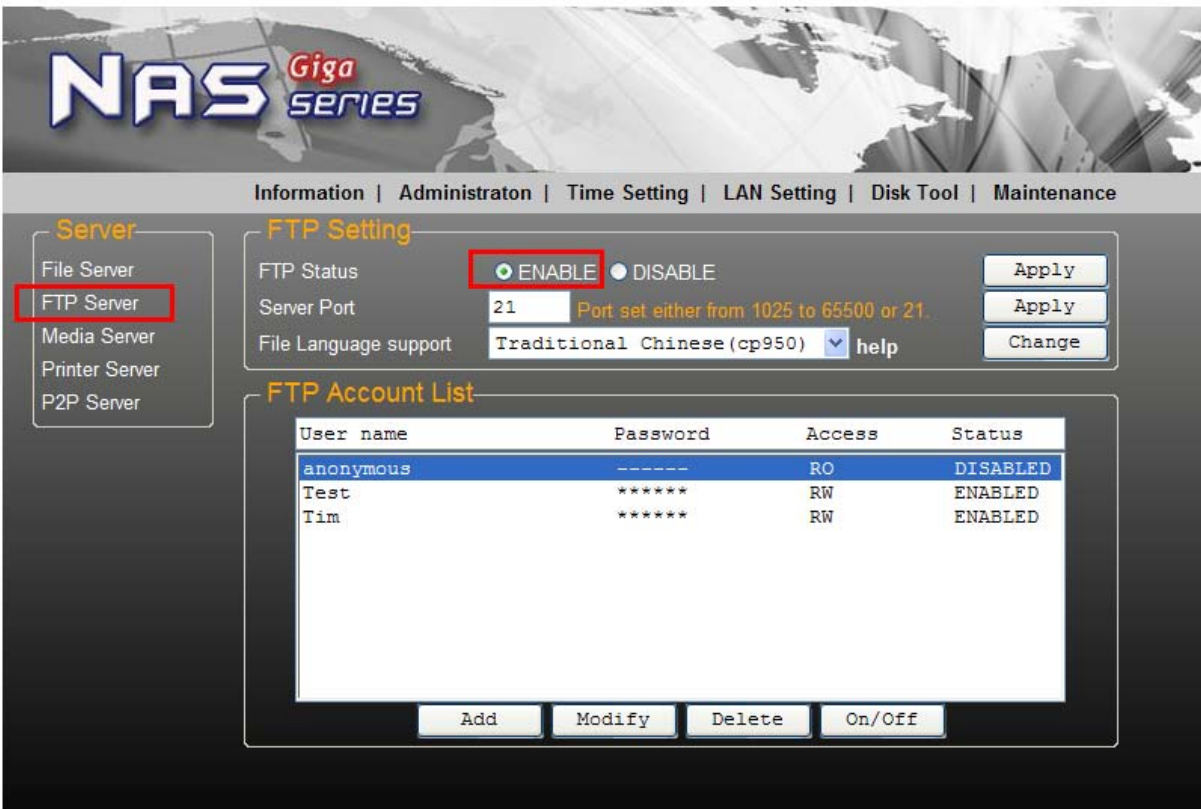 NAS Giga series
Information | Administraton | Time Setting | LAN Setting | Disk Tool | Maintenance
Server
File Server
FTP Server
Media Server
Printer Server
P2P Server
FTP Setting
FTP Status ENABLE DISABLE Apply
Server Port 21 Port set either from 1025 to 65500 or 21. Apply
File Language support Traditional Chinese(cp950) help Change
FTP Account List
User name Password Access Status
anonymous ------ RO DISABLED
Test ****** RW ENABLED
Tim ****** RW ENABLED
Add Modify Delete On/Off